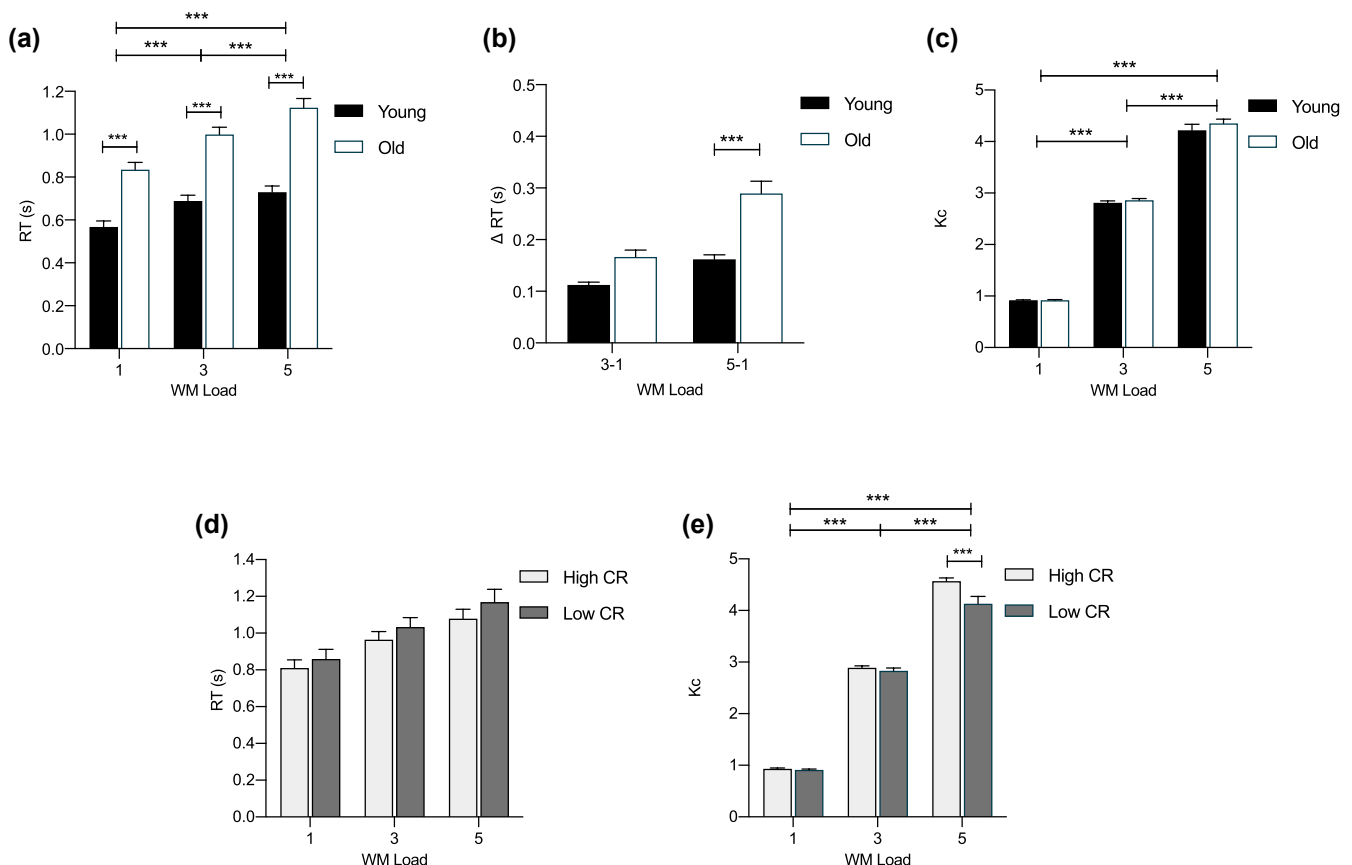 (a)
***
*** ***
*** *** ***
1.2
1.0
0.8
0.6
0.4
0.2
0.0
RT (s)
1 3 5
WM Load
Young
Old
(b)
***
0.5
0.4
0.3
0.2
0.1
0.0
Δ RT (s)
3-1 5-1
WM Load
Young
Old
(c)
***
***
***
5
4
3
2
1
0
Kc
1 3 5
WM Load
Young
Old
(d)
1.4
1.2
1.0
0.8
0.6
0.4
0.2
0.0
RT (s)
1 3 5
WM Load
High CR
Low CR
(e)
***
*** ***
***
5
4
3
2
1
0
Kc
1 3 5
WM Load
High CR
Low CR